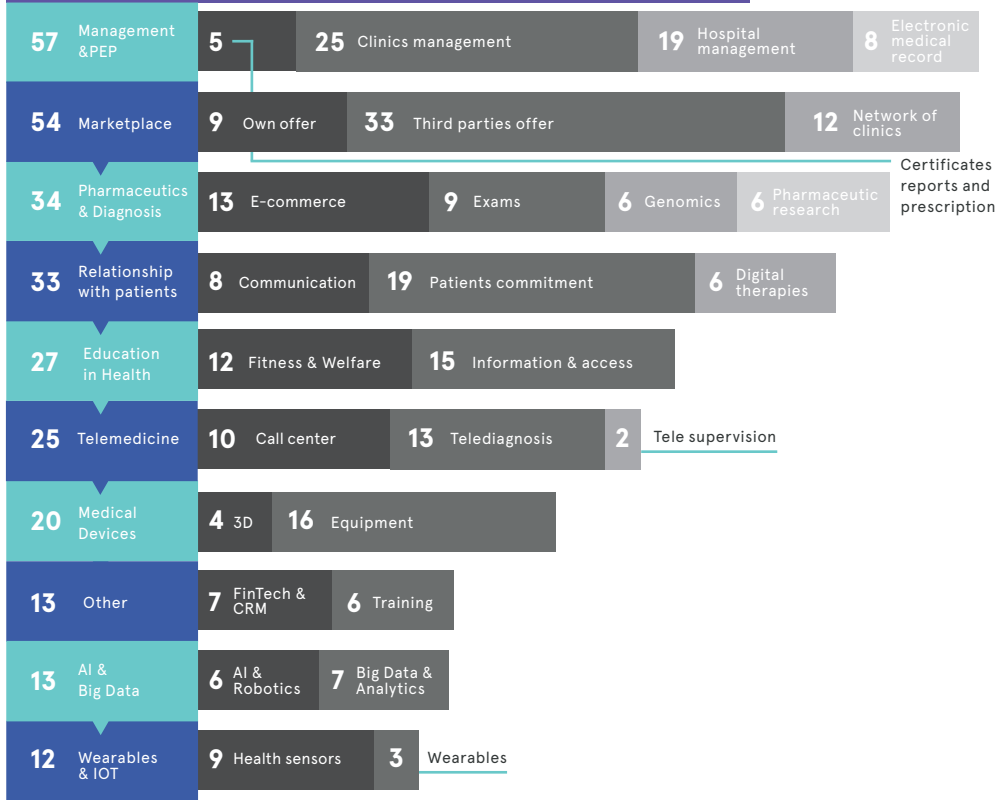 57 Management
&PEP
5
25 Clinics management
19 Hospital
management
8 Electronic
medical
record
54 Marketplace
9 Own offer
33 Third parties offer
12 Network of
clinics
Certificates
reports and
prescription
34 Pharmaceutics
& Diagnosis
13 E-commerce
9 Exams
6 Genomics
6 Pharmaceutic
research
33 Relationship
with patients
8 Communication
19 Patients commitment
6 Digital
therapies
27 Education
in Health
12 Fitness & Welfare
15 Information & access
25 Telemedicine
10 Call center
13 Telediagnosis
2 Tele supervision
20 Medical
Devices
4 3D
16 Equipment
13 Other
7 FinTech &
CRM
6 Training
13 AI &
Big Data
6 AI &
Robotics
7 Big Data &
Analytics
12 Wearables
& IOT
9 Health sensors
3 Wearables